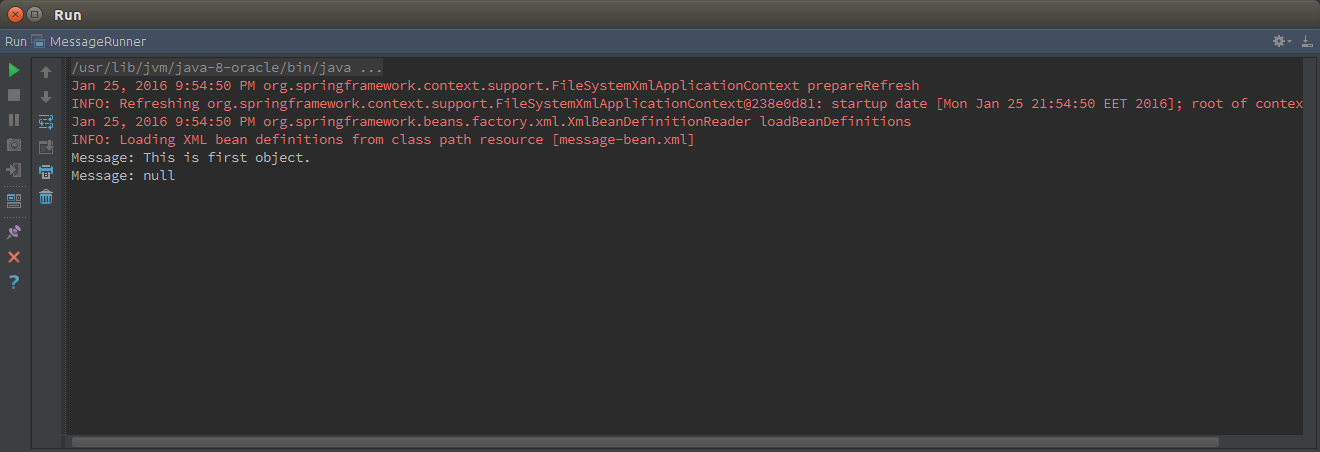 Run
Run MessageRunner
/usr/lib/jvm/java-8-oracle/bin/java ...
Jan 25, 2016 9:54:50 PM org.springframework.context.support.FileSystemXmlApplicationContext prepareRefresh
INFO: Refreshing org.springframework.context.support.FileSystemXmlApplicationContext@238e0d81: startup date [Mon Jan 25 21:54:50 EET 2016]; root of contex
Jan 25, 2016 9:54:50 PM org.springframework.beans.factory.xml.XmlBeanDefinitionReader loadBeanDefinitions
INFO: Loading XML bean definitions from class path resource [message-bean.xml]
Message: This is first object.
Message: null